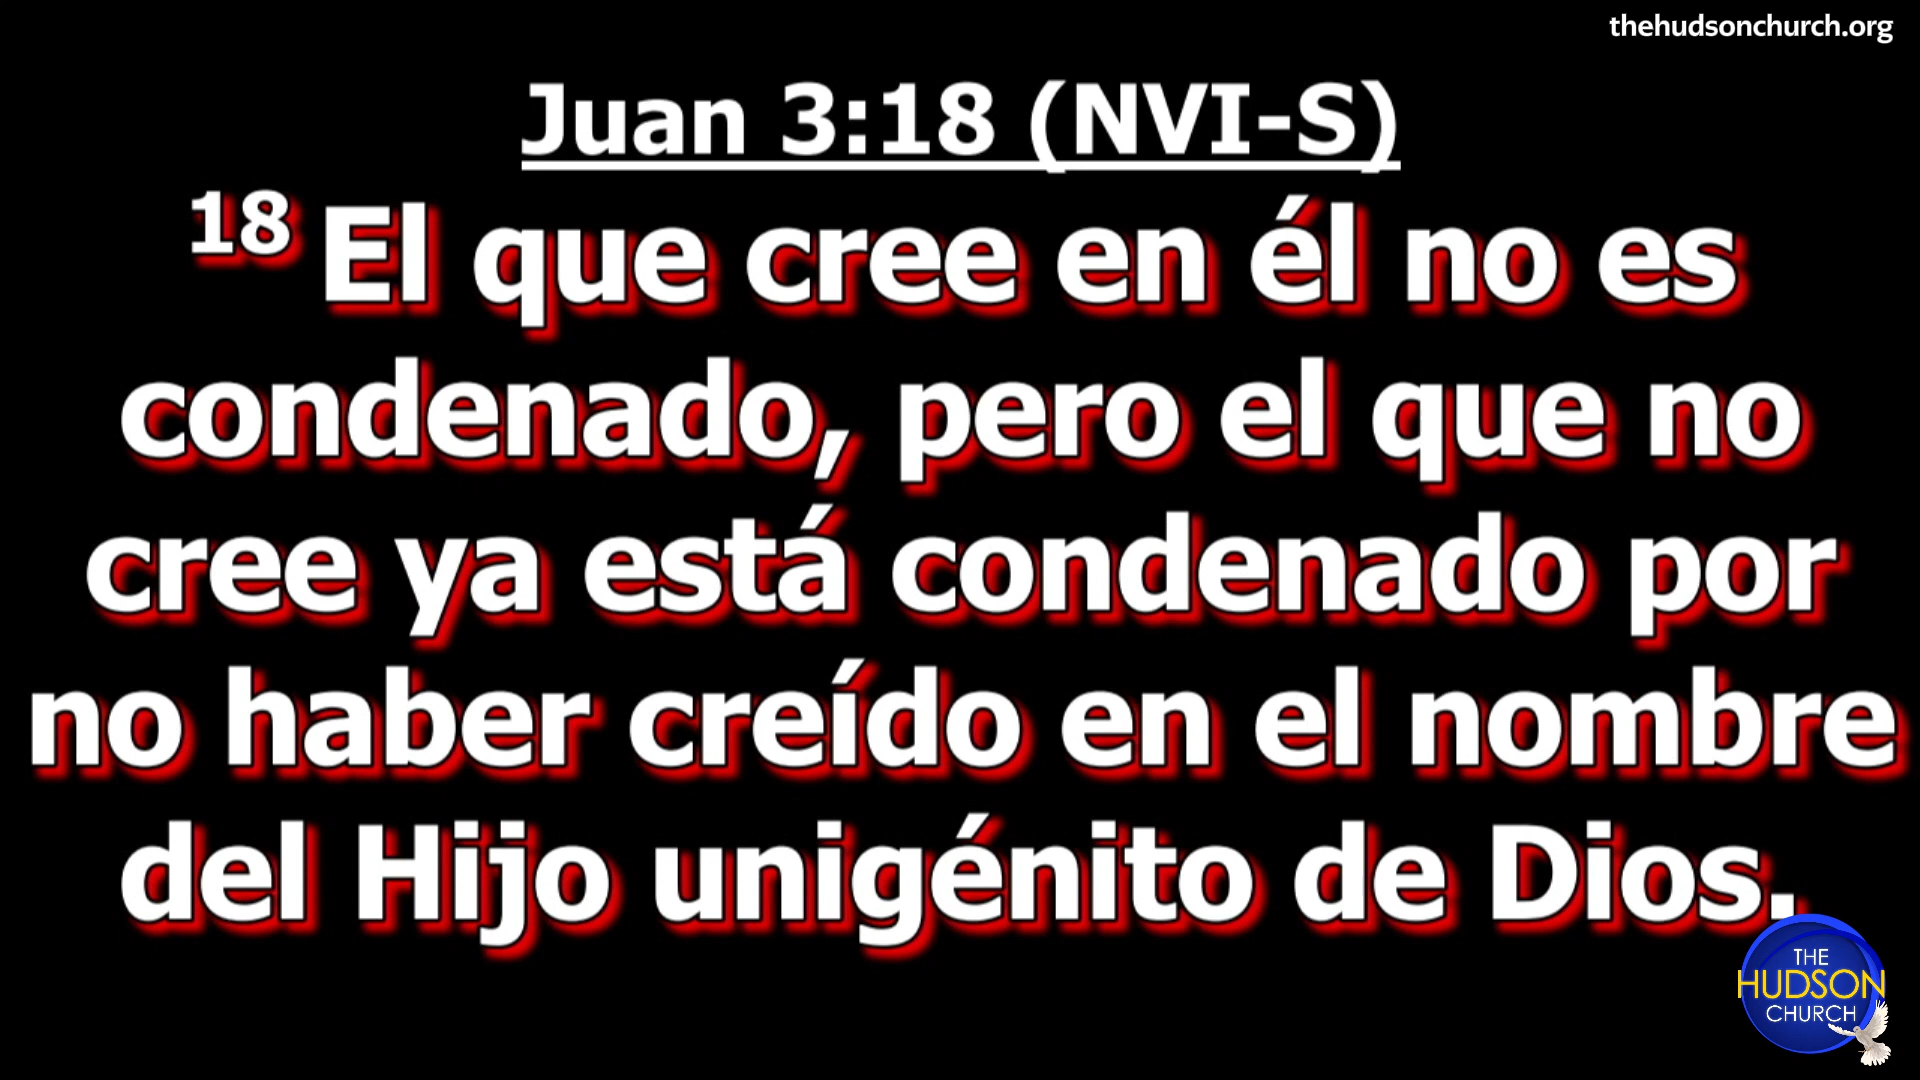 thehudsonchurch.org
Juan 3:18 (NVI-S)
18 El que cree en él no es
condenado, pero el que no
cree ya está condenado por
no haber creído en el nombre
del Hijo unigénito de Dios.
THE
HUDSON
CHURCH